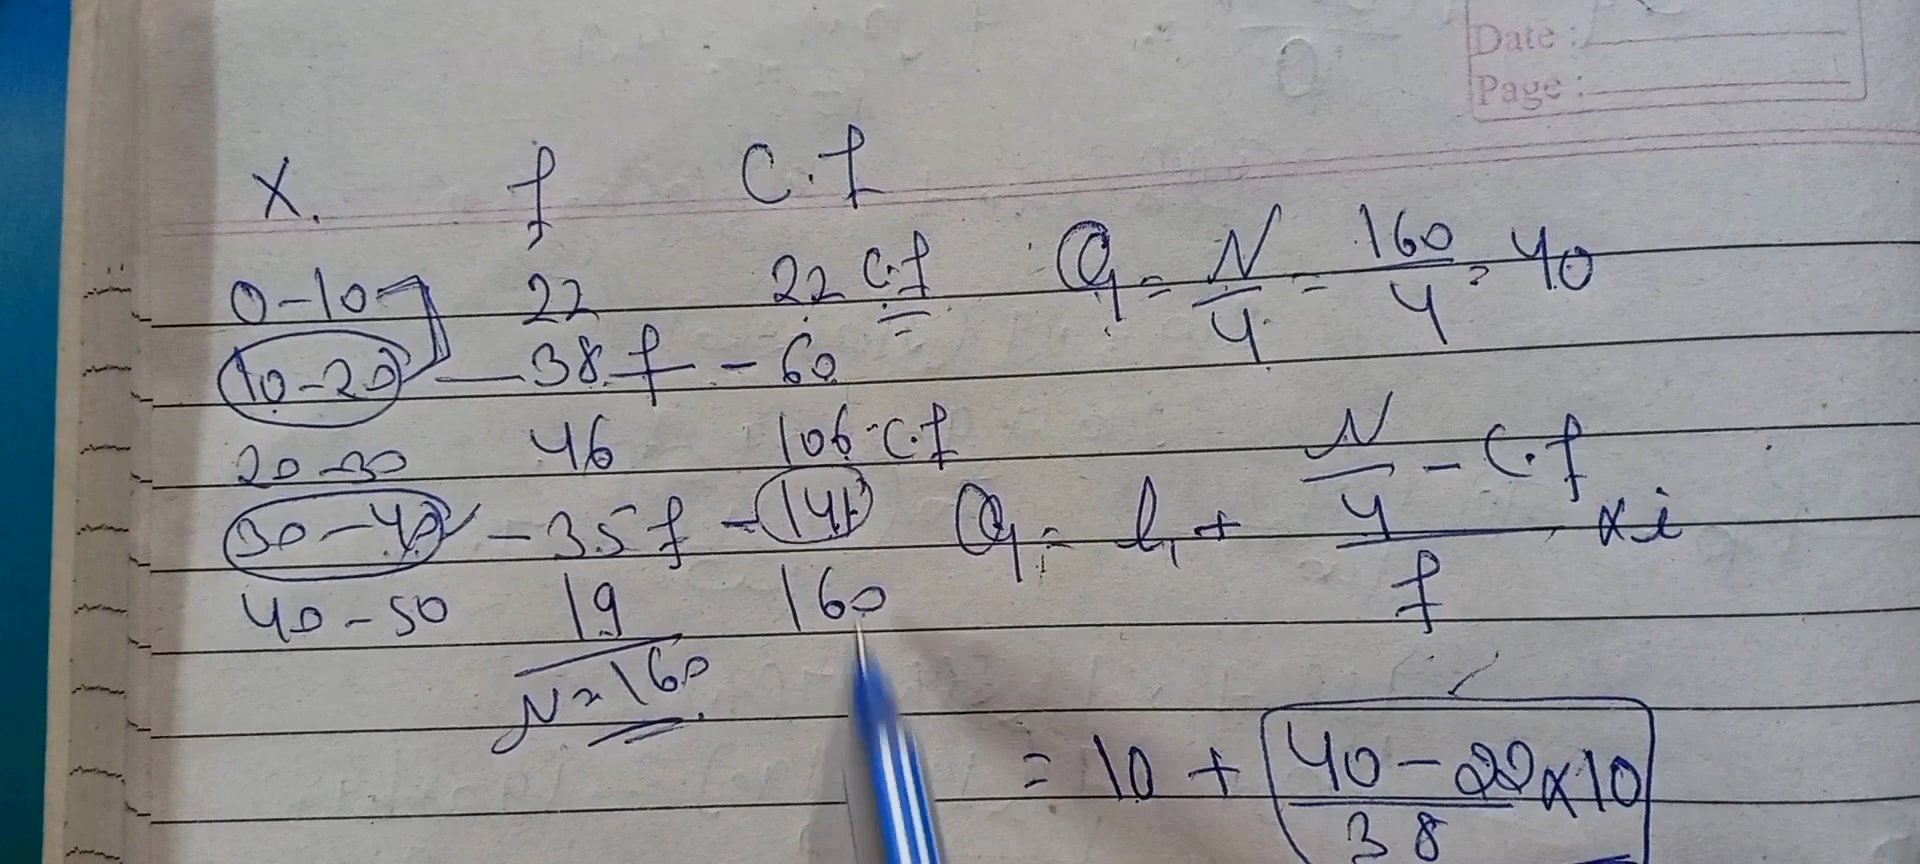 Date :
Page :
X. f C.f
0-10 22 22 C.f Q1 = N/4 = 160/4 = 40
10-20 — 38 f — - 60
20-30 46 106 - C.f
30-40 - 35 f - 141 Q1 = l1 + (N/4 - C.f)/f × i
40-50 19 160
N = 160
= 10 + (40-22)/38 × 10